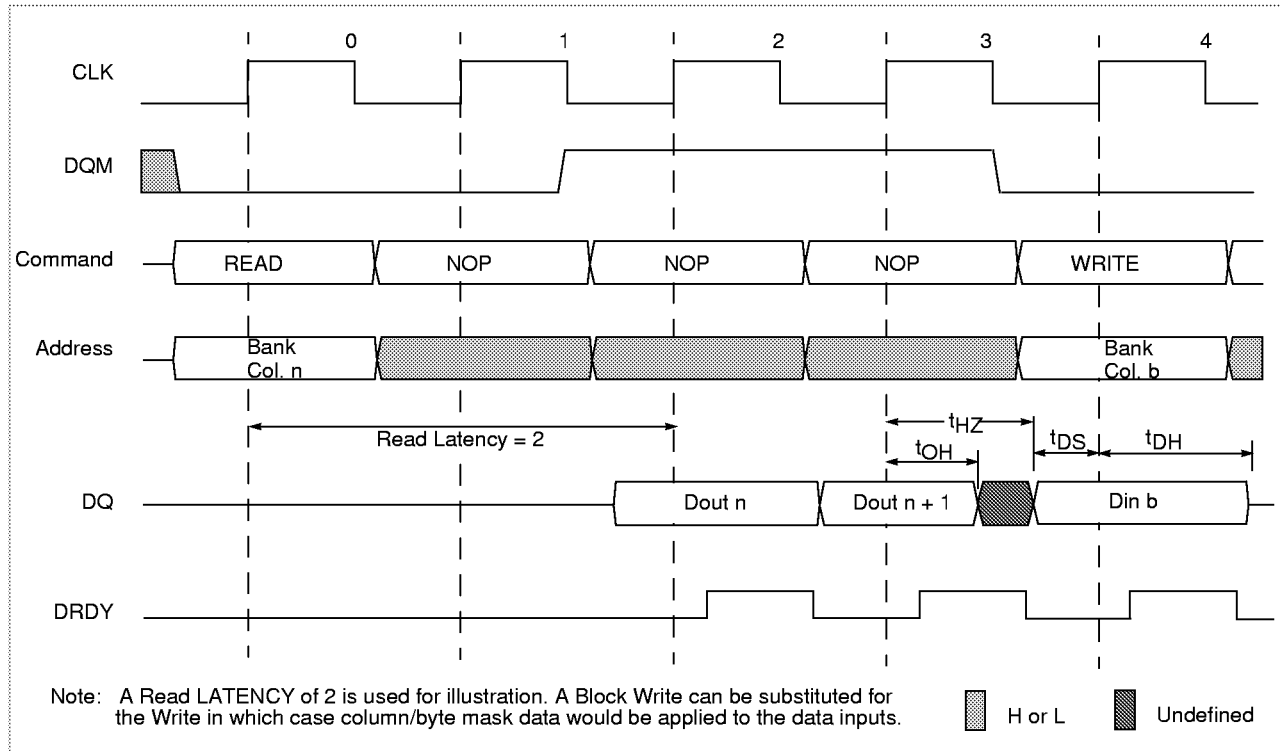 0 1 2 3 4
CLK
DQM
Command READ NOP NOP NOP WRITE
Address Bank Col. n Bank Col. b
Read Latency = 2
tHZ
tOH
tDS
tDH
DQ Dout n Dout n + 1 Din b
DRDY
Note: A Read LATENCY of 2 is used for illustration. A Block Write can be substituted for
the Write in which case column/byte mask data would be applied to the data inputs.
H or L Undefined